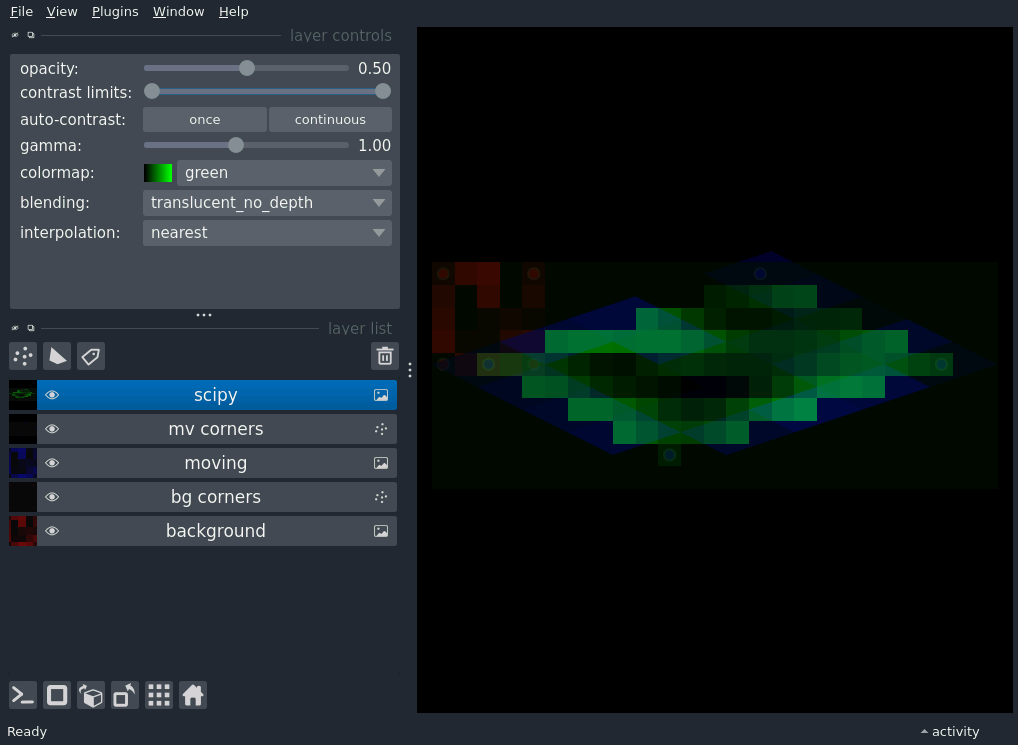 File View Plugins Window Help
layer controls
opacity: 0.50
contrast limits:
auto-contrast: once continuous
gamma: 1.00
colormap: green
blending: translucent_no_depth
interpolation: nearest
layer list
scipy
mv corners
moving
bg corners
background
Ready activity